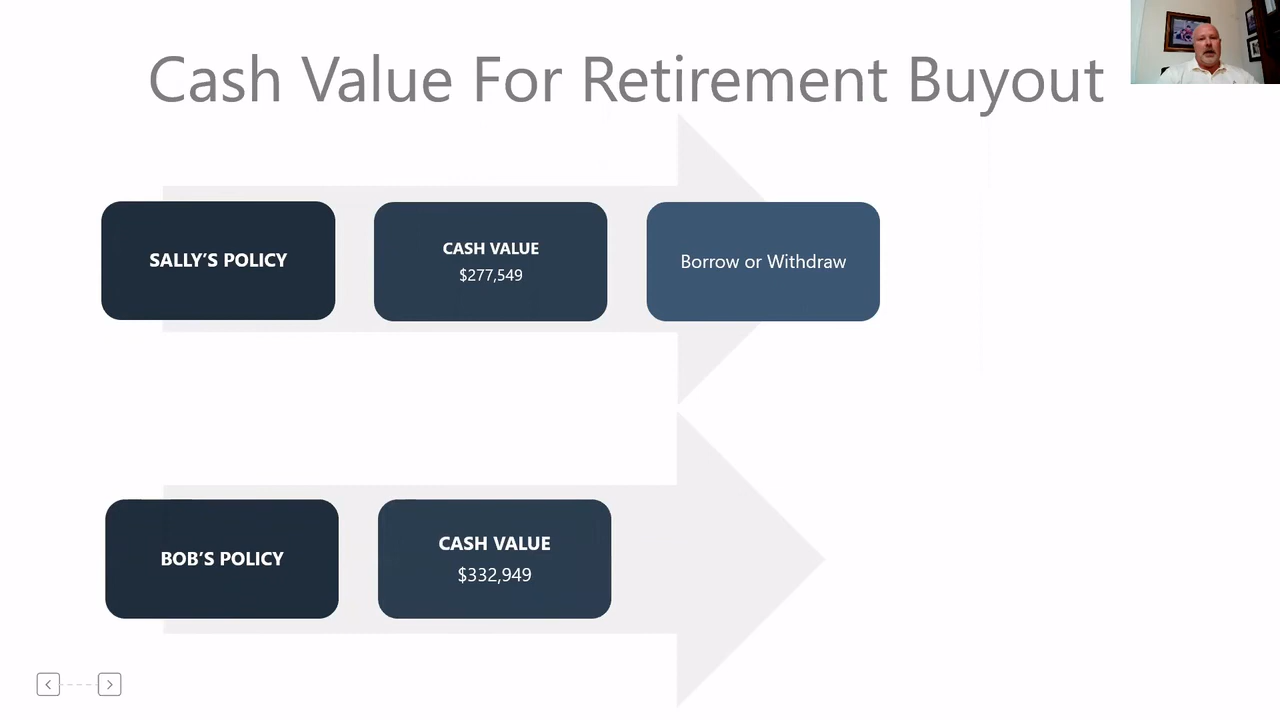 Cash Value For Retirement Buyout
SALLY’S POLICY
CASH VALUE
$277,549
Borrow or Withdraw
BOB’S POLICY
CASH VALUE
$332,949